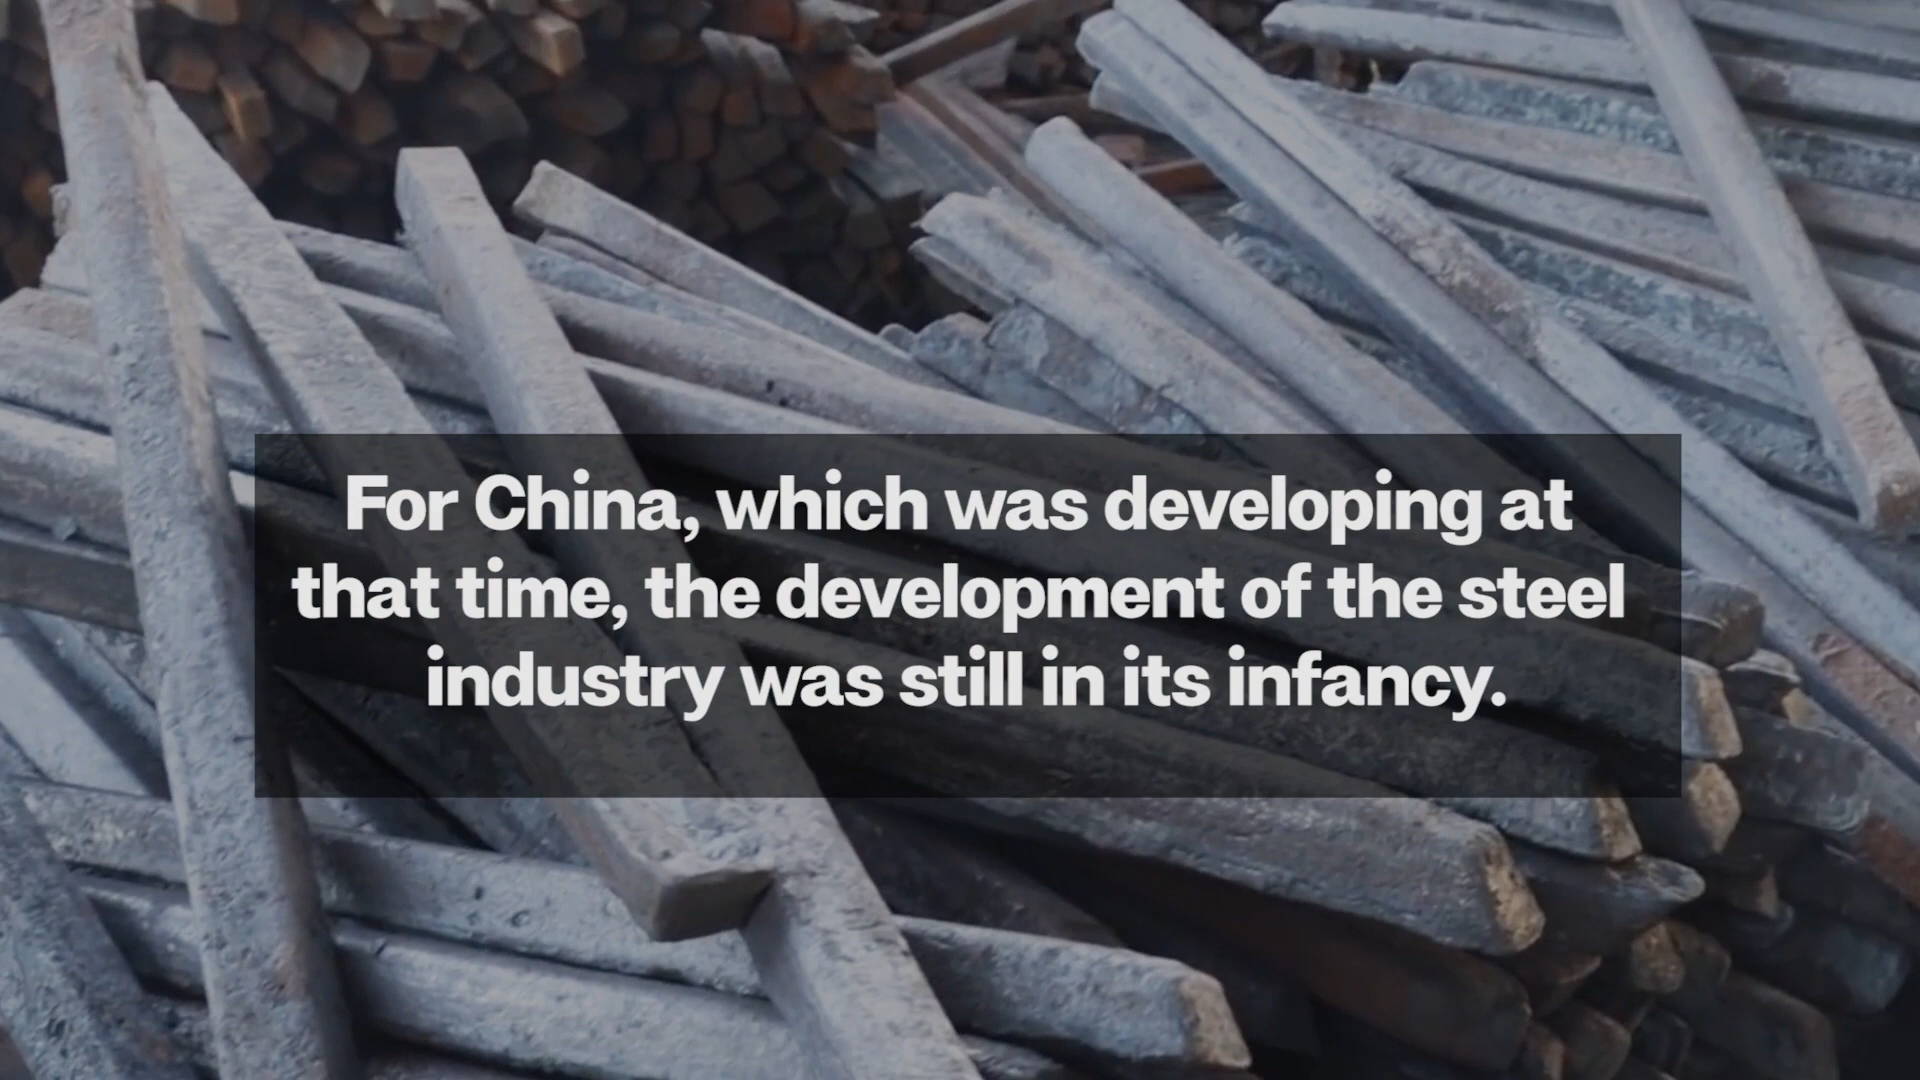 For China, which was developing at
that time, the development of the steel
industry was still in its infancy.